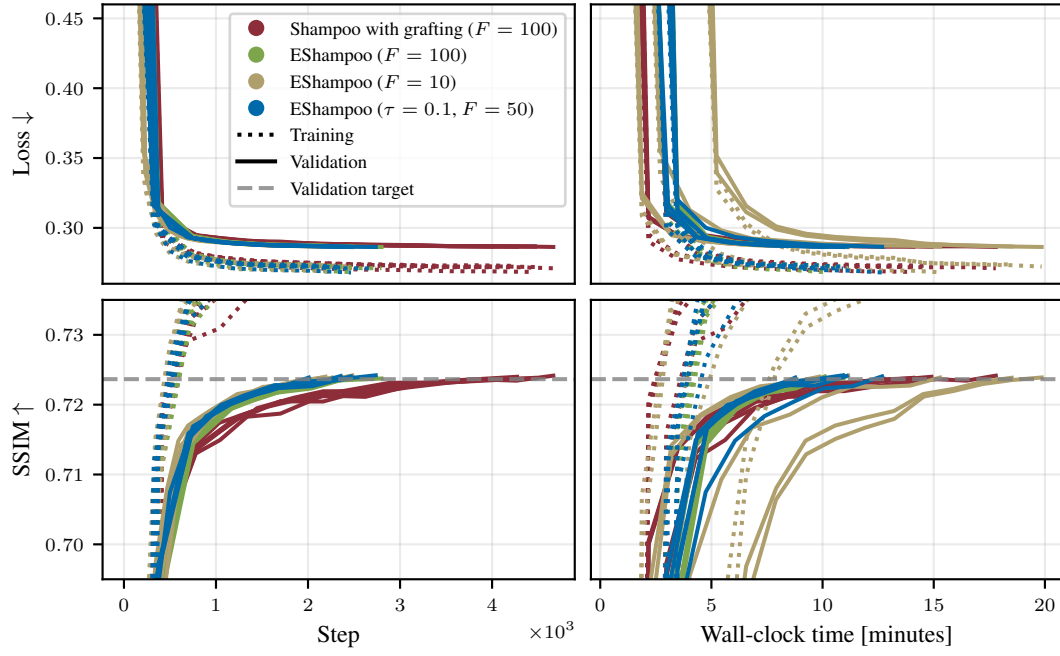 0.45
0.40
0.35
0.30
Loss ↓
Shampoo with grafting (F = 100)
EShampoo (F = 100)
EShampoo (F = 10)
EShampoo (τ = 0.1, F = 50)
Training
Validation
Validation target
0.73
0.72
0.71
0.70
SSIM ↑
0 1 2 3 4
×10³
Step
0 5 10 15 20
Wall-clock time [minutes]